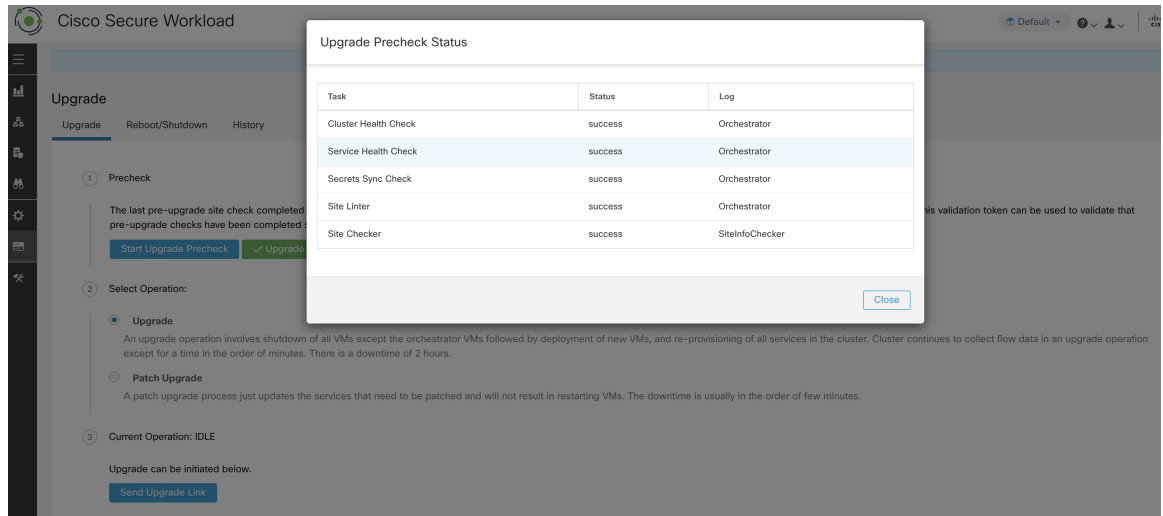 Cisco Secure Workload
Default
Upgrade Precheck Status
Task Status Log
Cluster Health Check success Orchestrator
Service Health Check success Orchestrator
Secrets Sync Check success Orchestrator
Site Linter success Orchestrator
Site Checker success SiteInfoChecker
Close
Upgrade
Upgrade Reboot/Shutdown History
1 Precheck
The last pre-upgrade site check completed
his validation token can be used to validate that
pre-upgrade checks have been completed
Start Upgrade Precheck Upgrade
2 Select Operation:
Upgrade
An upgrade operation involves shutdown of all VMs except the orchestrator VMs followed by deployment of new VMs, and re-provisioning of all services in the cluster. Cluster continues to collect flow data in an upgrade operation
except for a time in the order of minutes. There is a downtime of 2 hours.
Patch Upgrade
A patch upgrade process just updates the services that need to be patched and will not result in restarting VMs. The downtime is usually in the order of few minutes.
3 Current Operation: IDLE
Upgrade can be initiated below.
Send Upgrade Link